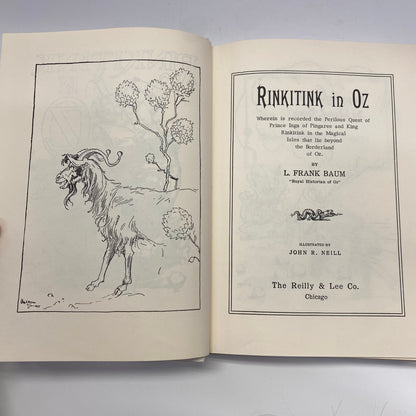 RINKITINK in OZ
Wherein is recorded the Perilous Quest of
Prince Inga of Pingaree and King
Rinkitink in the Magical
Isles that lie beyond
the Borderland
of Oz.
BY
L. FRANK BAUM
"Royal Historian of Oz"
ILLUSTRATED BY
JOHN R. NEILL
The Reilly & Lee Co.
Chicago